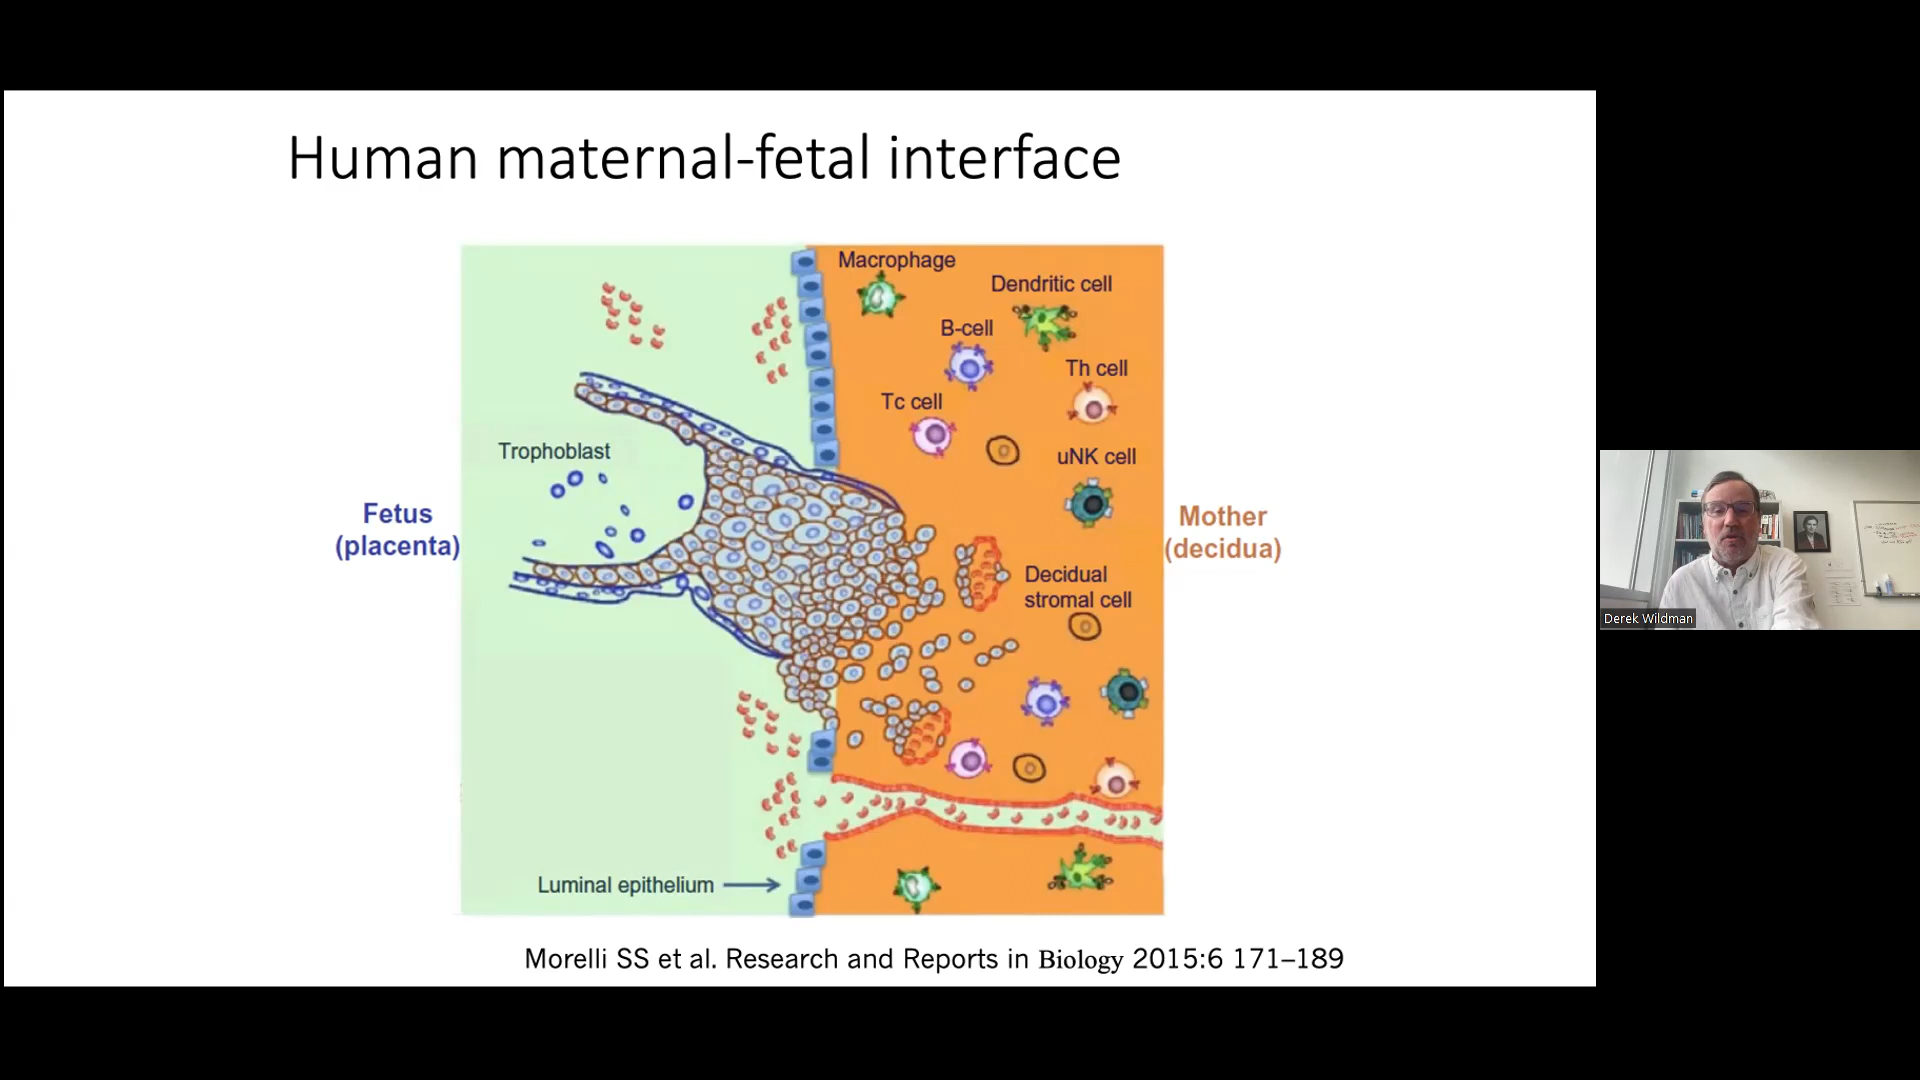 Human maternal-fetal interface
Macrophage
Dendritic cell
B-cell
Th cell
Tc cell
Trophoblast
uNK cell
Fetus
(placenta)
Mother
(decidua)
Decidual
stromal cell
Luminal epithelium
Morelli SS et al. Research and Reports in Biology 2015:6 171–189
Derek Wildman